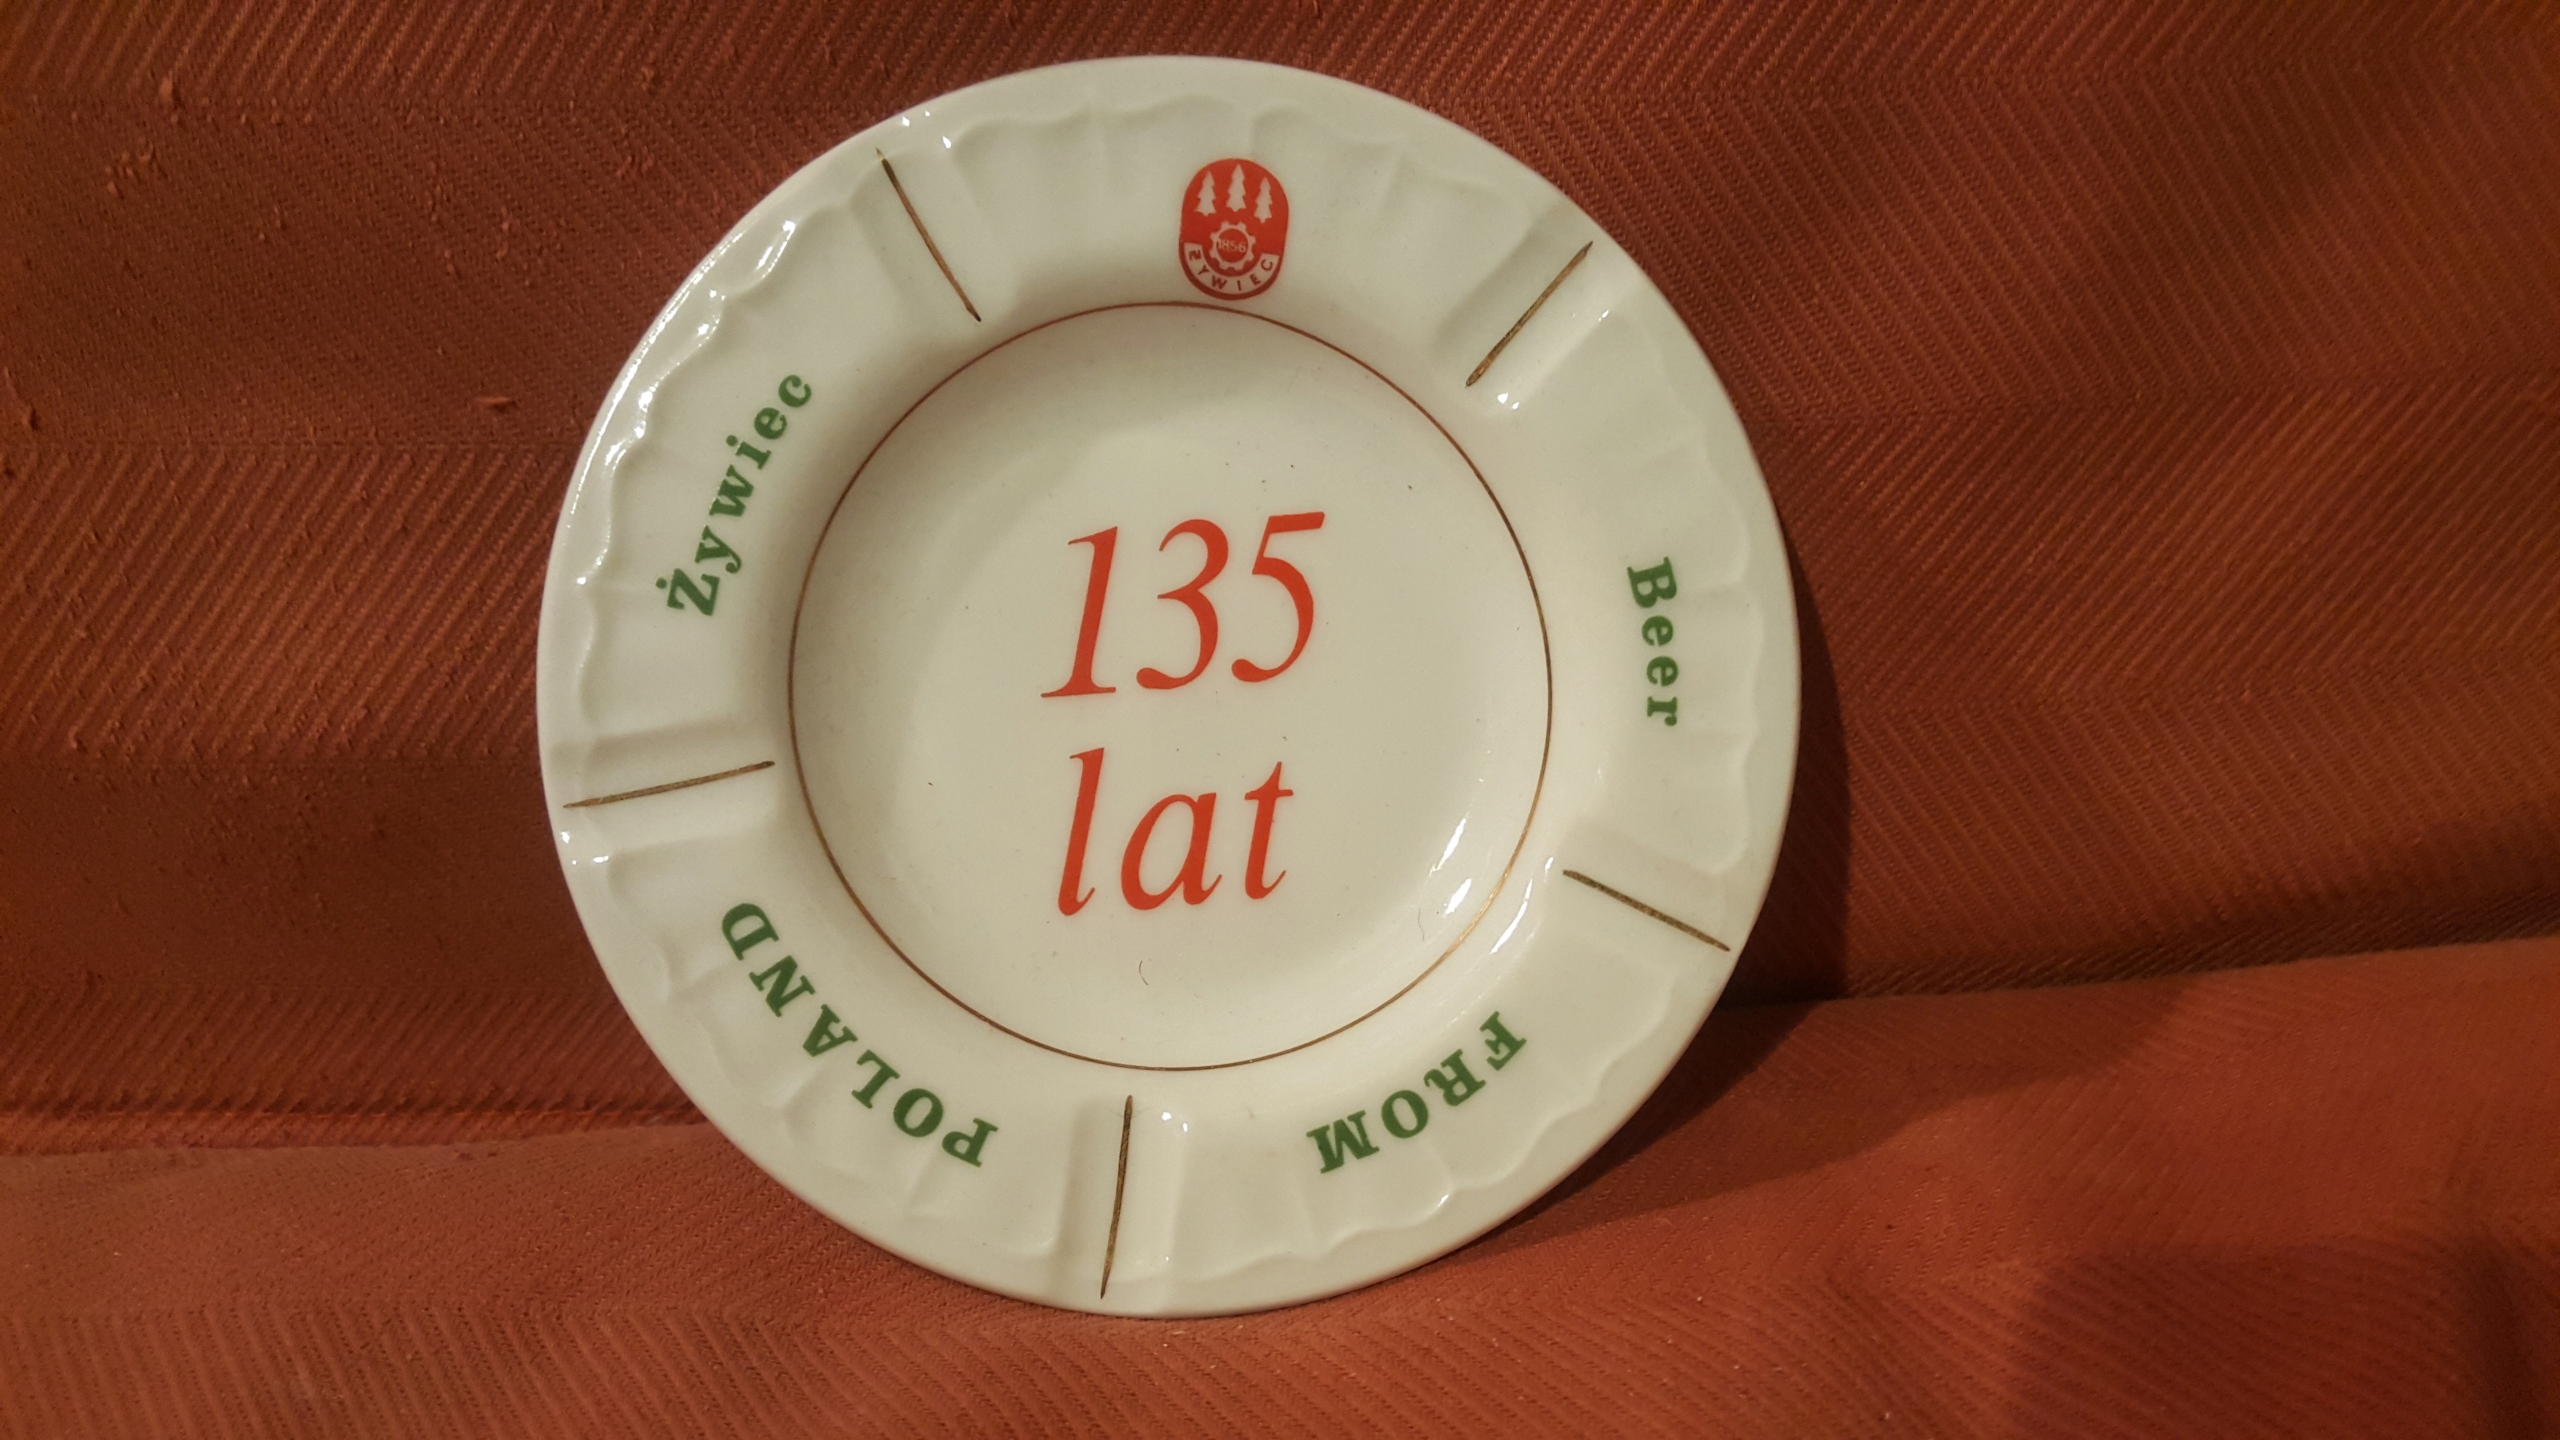 1856
ŻYWIEC
Żywiec
Beer
FROM
POLAND
135
lat